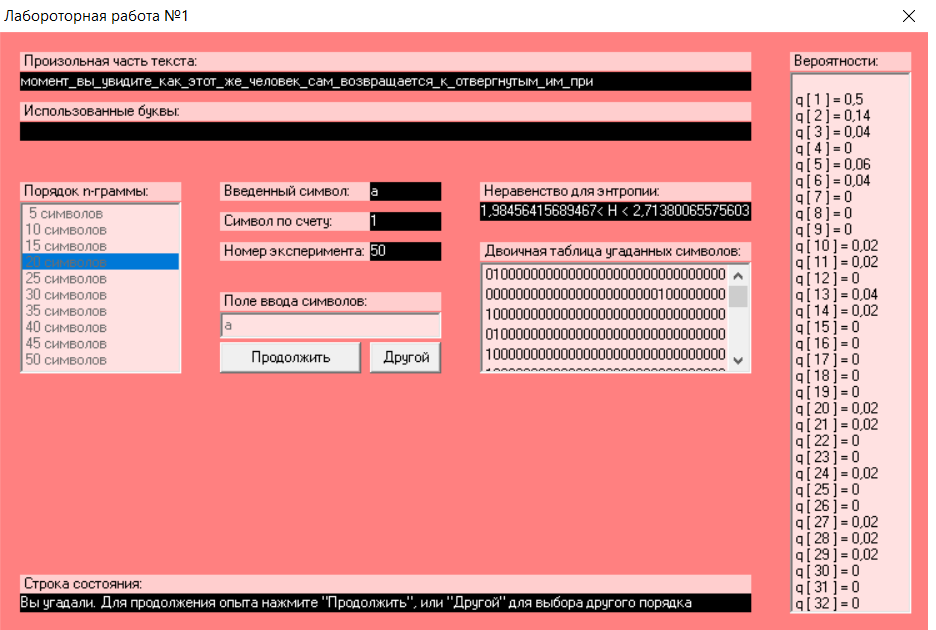 Лабороторная работа №1
Произольная часть текста:
момент_вы_увидите_как_этот_же_человек_сам_возвращается_к_отвергнутым_им_при
Использованные буквы:
Порядок n-граммы:
5 символов
10 символов
15 символов
20 символов
25 символов
30 символов
35 символов
40 символов
45 символов
50 символов
Введенный символ: а
Символ по счету: 1
Номер эксперимента: 50
Поле ввода символов:
а
Продолжить
Другой
Неравенство для энтропии:
1,98456415689467< H < 2,71380065575603
Двоичная таблица угаданных символов:
01000000000000000000000000000000
00000000000000000000000100000000
10000000000000000000000000000000
01000000000000000000000000000000
10000000000000000000000000000000
Вероятности:
q [ 1 ] = 0,5
q [ 2 ] = 0,14
q [ 3 ] = 0,04
q [ 4 ] = 0
q [ 5 ] = 0,06
q [ 6 ] = 0,04
q [ 7 ] = 0
q [ 8 ] = 0
q [ 9 ] = 0
q [ 10 ] = 0,02
q [ 11 ] = 0,02
q [ 12 ] = 0
q [ 13 ] = 0,04
q [ 14 ] = 0,02
q [ 15 ] = 0
q [ 16 ] = 0
q [ 17 ] = 0
q [ 18 ] = 0
q [ 19 ] = 0
q [ 20 ] = 0,02
q [ 21 ] = 0,02
q [ 22 ] = 0
q [ 23 ] = 0
q [ 24 ] = 0,02
q [ 25 ] = 0
q [ 26 ] = 0
q [ 27 ] = 0,02
q [ 28 ] = 0,02
q [ 29 ] = 0,02
q [ 30 ] = 0
q [ 31 ] = 0
q [ 32 ] = 0
Строка состояния:
Вы угадали. Для продолжения опыта нажмите "Продолжить", или "Другой" для выбора другого порядка